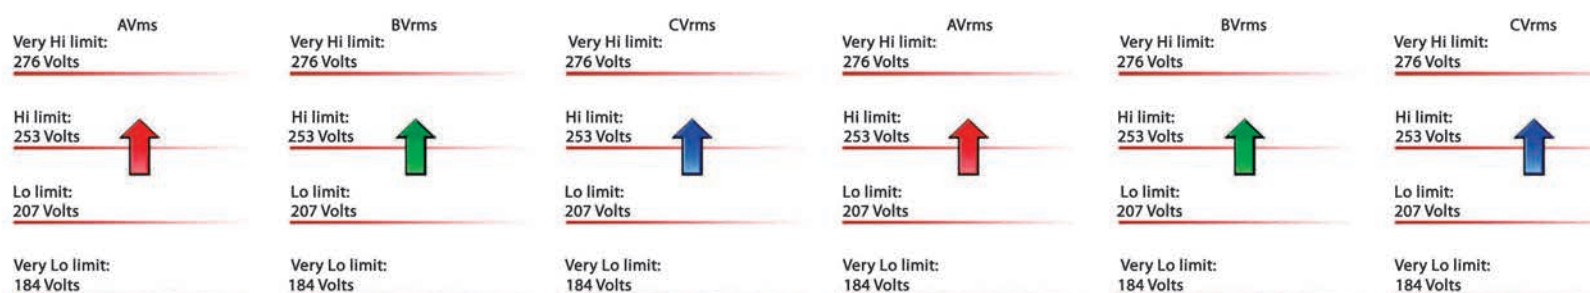 AVms
Very Hi limit:
276 Volts
Hi limit:
253 Volts
Lo limit:
207 Volts
Very Lo limit:
184 Volts
BVrms
Very Hi limit:
276 Volts
Hi limit:
253 Volts
Lo limit:
207 Volts
Very Lo limit:
184 Volts
CVrms
Very Hi limit:
276 Volts
Hi limit:
253 Volts
Lo limit:
207 Volts
Very Lo limit:
184 Volts
AVrms
Very Hi limit:
276 Volts
Hi limit:
253 Volts
Lo limit:
207 Volts
Very Lo limit:
184 Volts
BVrms
Very Hi limit:
276 Volts
Hi limit:
253 Volts
Lo limit:
207 Volts
Very Lo limit:
184 Volts
CVrms
Very Hi limit:
276 Volts
Hi limit:
253 Volts
Lo limit:
207 Volts
Very Lo limit:
184 Volts